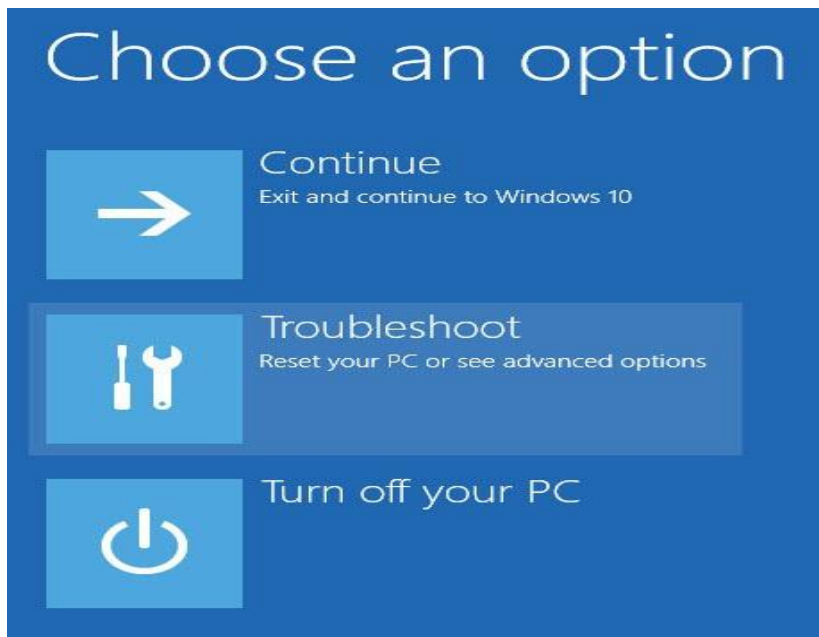 Choose an option
Continue
Exit and continue to Windows 10
Troubleshoot
Reset your PC or see advanced options
Turn off your PC